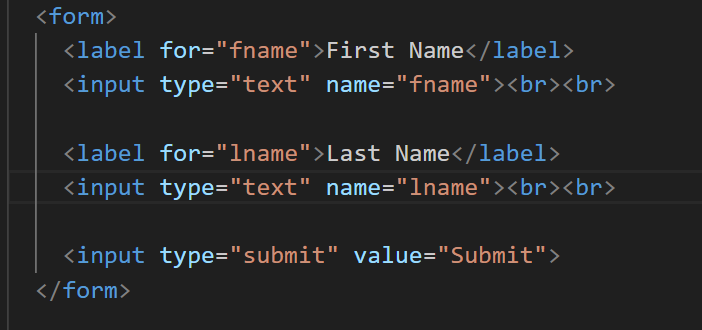 <form>
<label for="fname">First Name</label>
<input type="text" name="fname"><br><br>
<label for="lname">Last Name</label>
<input type="text" name="lname"><br><br>
<input type="submit" value="Submit">
</form>